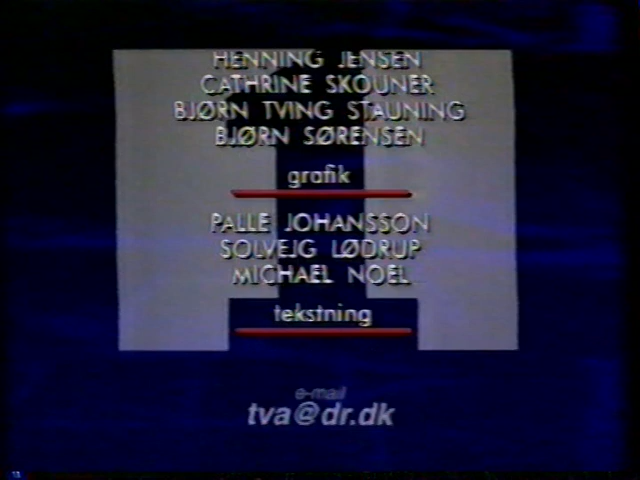 HENNING JENSEN
CATHRINE SKOUNER
BJØRN TVING STAUNING
BJØRN SØRENSEN
grafik
PALLE JOHANSSON
SOLVEJG LØDRUP
MICHAEL NOEL
tekstning
e-mail
tva@dr.dk